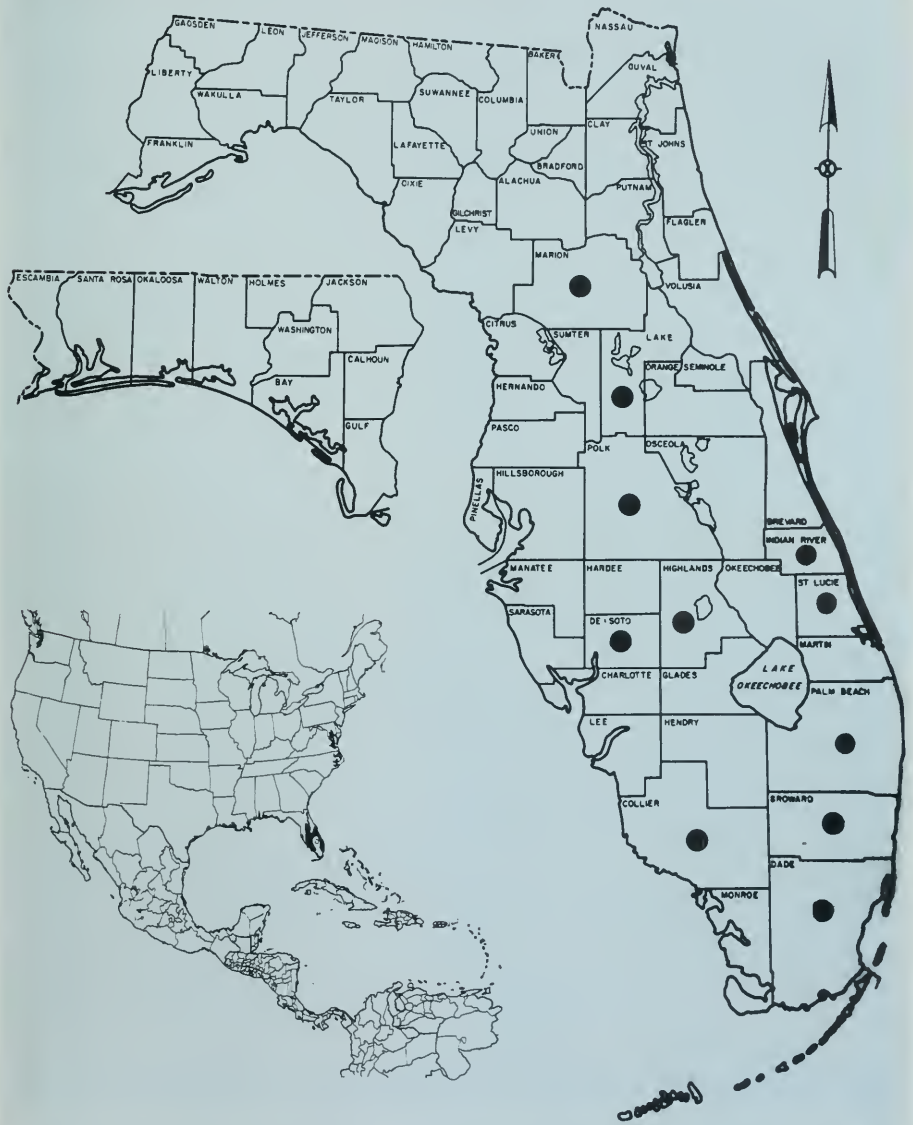 GADSDEN
LEON
JEFFERSON
MADISON
HAMILTON
NASSAU
BAKER
DUVAL
LIBERTY
WAKULLA
TAYLOR
SUWANNEE
COLUMBIA
FRANKLIN
LAFAYETTE
UNION
CLAY
ST JOHNS
BRADFORD
DIXIE
ALACHUA
PUTNAM
GILCHRIST
LEVY
FLAGLER
MARION
VOLUSIA
ESCAMBIA
SANTA ROSA
OKALOOSA
WALTON
HOLMES
JACKSON
WASHINGTON
CALHOUN
BAY
GULF
CITRUS
SUMTER
LAKE
ORANGE
SEMINOLE
HERNANDO
PASCO
POLK
OSCEOLA
HILLSBOROUGH
PINELLAS
BREVARD
INDIAN RIVER
MANATEE
HARDEE
HIGHLANDS
OKEECHOBEE
ST LUCIE
SARASOTA
DE SOTO
MARTIN
CHARLOTTE
GLADES
LAKE
OKEECHOBEE
PALM BEACH
LEE
HENDRY
COLLIER
BROWARD
DADE
MONROE